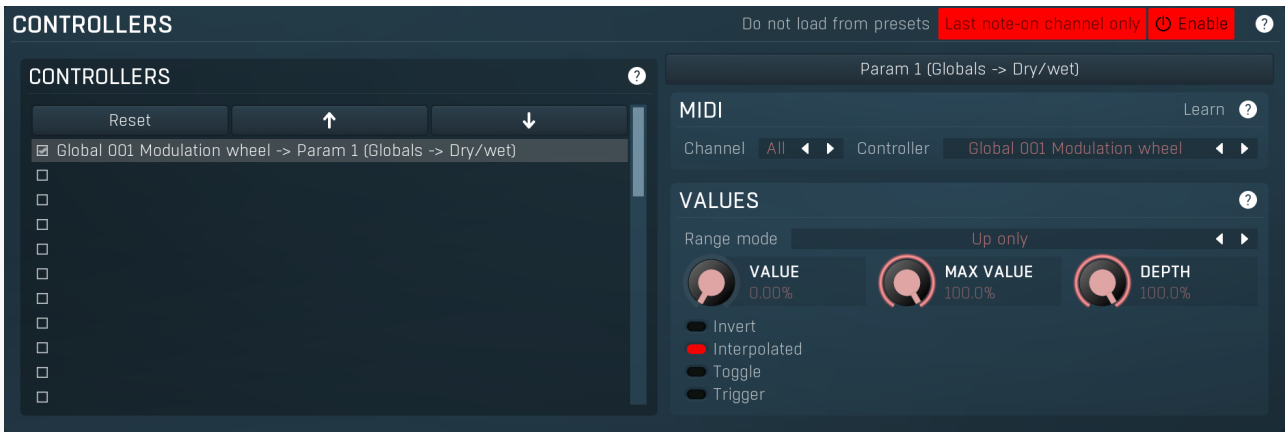 CONTROLLERS
Do not load from presets Last note-on channel only Enable ?
CONTROLLERS ?
Reset
Global 001 Modulation wheel -> Param 1 (Globals -> Dry/wet)
Param 1 (Globals -> Dry/wet)
MIDI Learn ?
Channel All Controller Global 001 Modulation wheel
VALUES ?
Range mode Up only
VALUE MAX VALUE DEPTH
0.00% 100.0% 100.0%
Invert
Interpolated
Toggle
Trigger